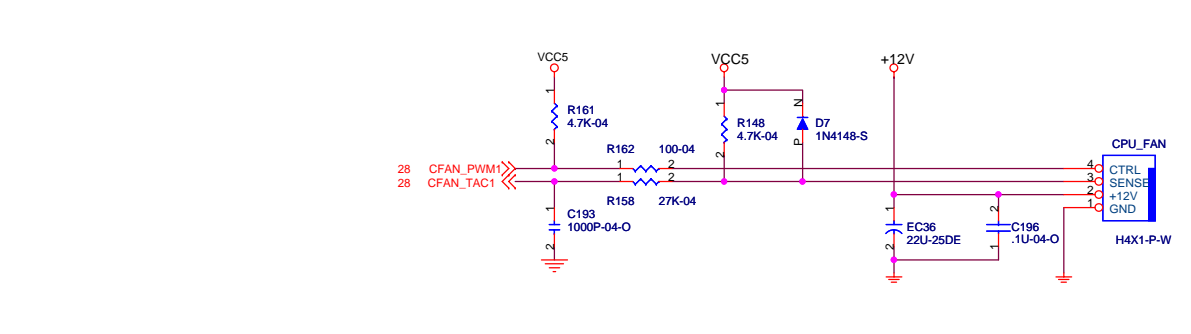 VCC5
VCC5
+12V
1
R161
4.7K-04
2
1
R148
4.7K-04
2
N
D7
1N4148-S
P
CPU_FAN
R162 100-04
28 CFAN_PWM1
1 2
4 CTRL
28 CFAN_TAC1
1 2
3 SENSE
R158 27K-04
2 +12V
1 GND
1
C193
1000P-04-O
2
1
EC36
22U-25DE
2
2
C196
.1U-04-O
1
H4X1-P-W